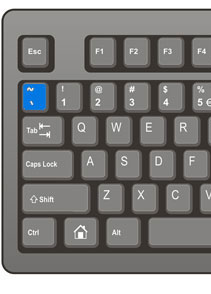 Esc F1 F2 F3 F4
~ ! @ # $ %
` 1 2 3 4 5 €
Tab Q W E R
Caps Lock A S D F
⇧ Shift Z X C V
Ctrl Alt